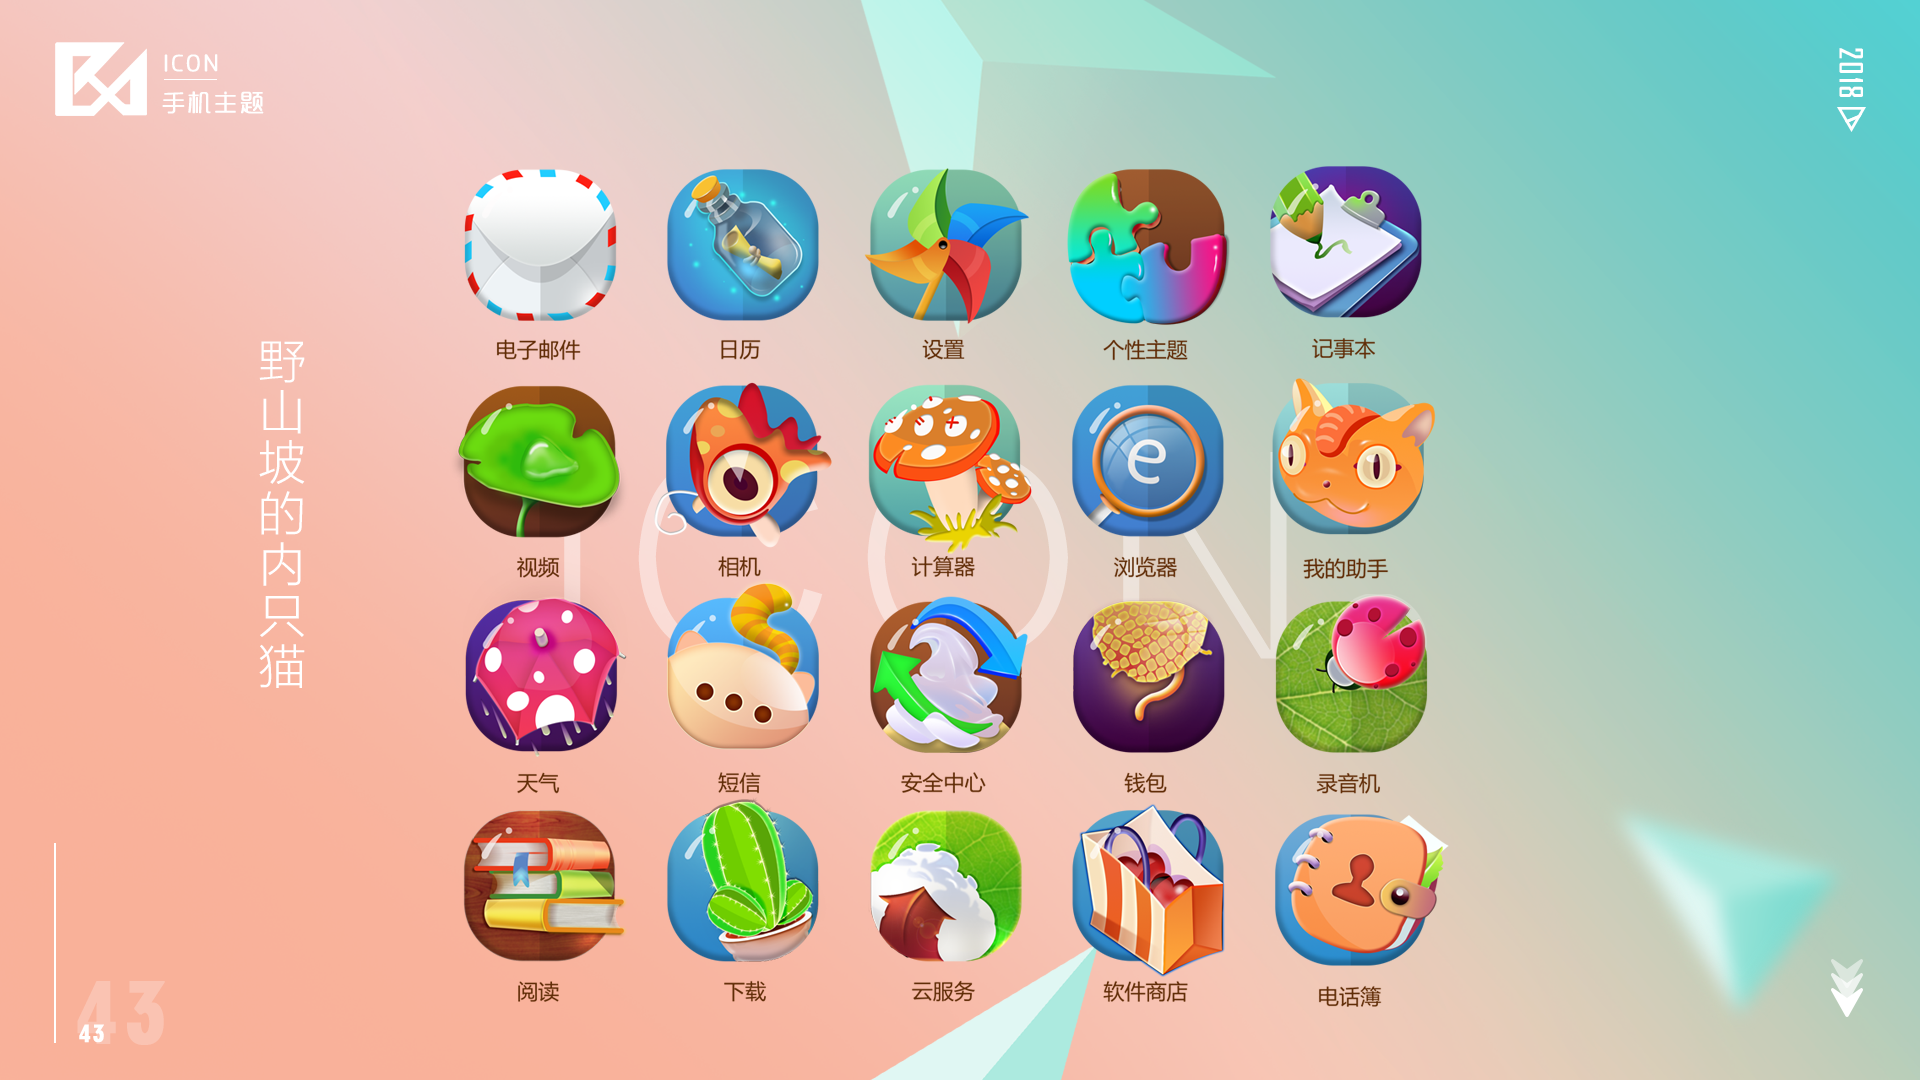 ICON
手机主题
2018
野山坡的内只猫
ICON
电子邮件
日历
设置
个性主题
记事本
视频
相机
计算器
e
浏览器
我的助手
天气
短信
安全中心
钱包
录音机
阅读
下载
云服务
软件商店
电话簿
43
43